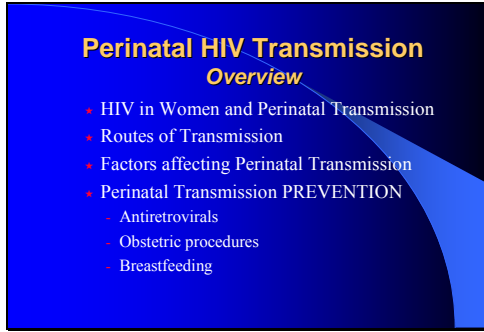 Perinatal HIV Transmission
Overview
HIV in Women and Perinatal Transmission
Routes of Transmission
Factors affecting Perinatal Transmission
Perinatal Transmission PREVENTION
- Antiretrovirals
- Obstetric procedures
- Breastfeeding